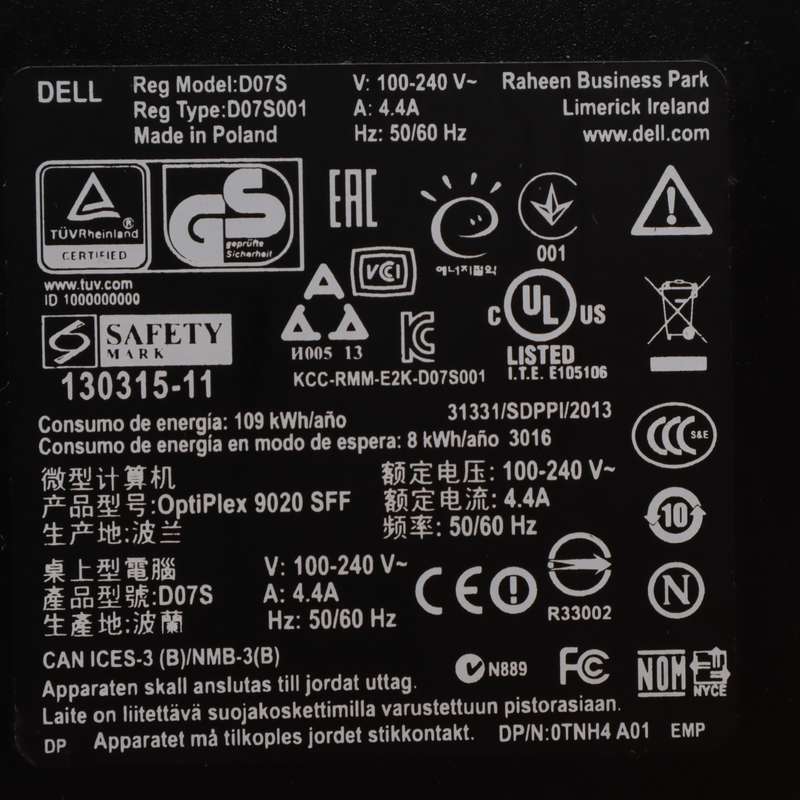 DELL
Reg Model:D07S V: 100-240 V~ Raheen Business Park
Reg Type:D07S001 A: 4.4A Limerick Ireland
Made in Poland Hz: 50/60 Hz www.dell.com
TÜVRheinland®
CERTIFIED
GS
geprüfte
Sicherheit
EAC
에너지절약
001
www.tuv.com
ID 1000000000
VCI
SAFETY
MARK
130315-11
И005 13
KCC-RMM-E2K-D07S001
c UL US
LISTED
I.T.E. E105106
Consumo de energía: 109 kWh/año
31331/SDPPI/2013
Consumo de energía en modo de espera: 8 kWh/año 3016
CCC S&E
微型计算机
产品型号:OptiPlex 9020 SFF
生产地:波兰
额定电压: 100-240 V~
额定电流: 4.4A
频率: 50/60 Hz
10
桌上型電腦 V: 100-240 V~
產品型號:D07S A: 4.4A
生產地:波蘭 Hz: 50/60 Hz
CE
R33002
N
CAN ICES-3 (B)/NMB-3(B)
N889
FC
NOM
NYCE
Apparaten skall anslutas till jordat uttag.
Laite on liitettävä suojakoskettimilla varustettuun pistorasiaan.
DP Apparatet må tilkoples jordet stikkontakt. DP/N:0TNH4 A01 EMP